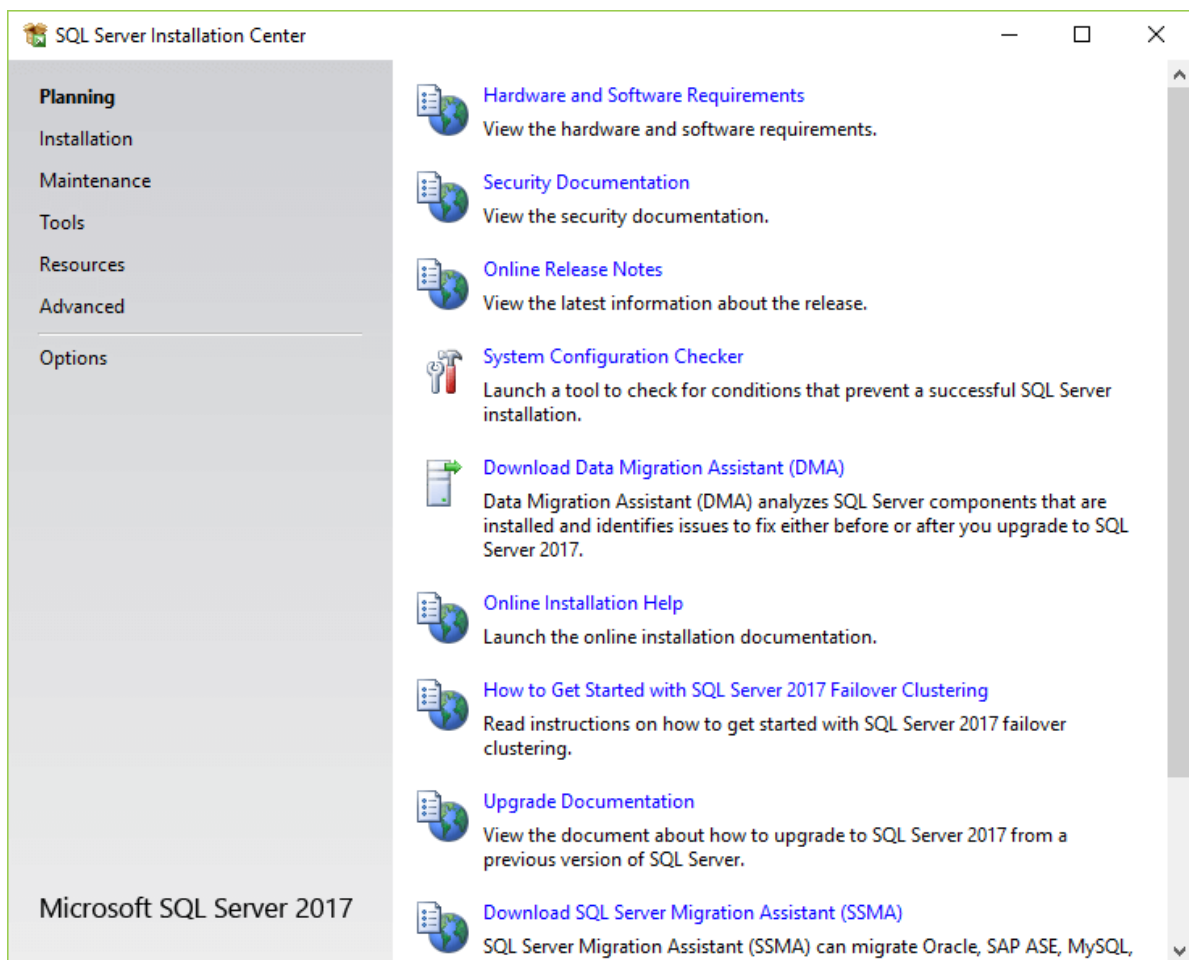 SQL Server Installation Center
Planning
Installation
Maintenance
Tools
Resources
Advanced
Options
Microsoft SQL Server 2017
Hardware and Software Requirements
View the hardware and software requirements.
Security Documentation
View the security documentation.
Online Release Notes
View the latest information about the release.
System Configuration Checker
Launch a tool to check for conditions that prevent a successful SQL Server
installation.
Download Data Migration Assistant (DMA)
Data Migration Assistant (DMA) analyzes SQL Server components that are
installed and identifies issues to fix either before or after you upgrade to SQL
Server 2017.
Online Installation Help
Launch the online installation documentation.
How to Get Started with SQL Server 2017 Failover Clustering
Read instructions on how to get started with SQL Server 2017 failover
clustering.
Upgrade Documentation
View the document about how to upgrade to SQL Server 2017 from a
previous version of SQL Server.
Download SQL Server Migration Assistant (SSMA)
SQL Server Migration Assistant (SSMA) can migrate Oracle, SAP ASE, MySQL,